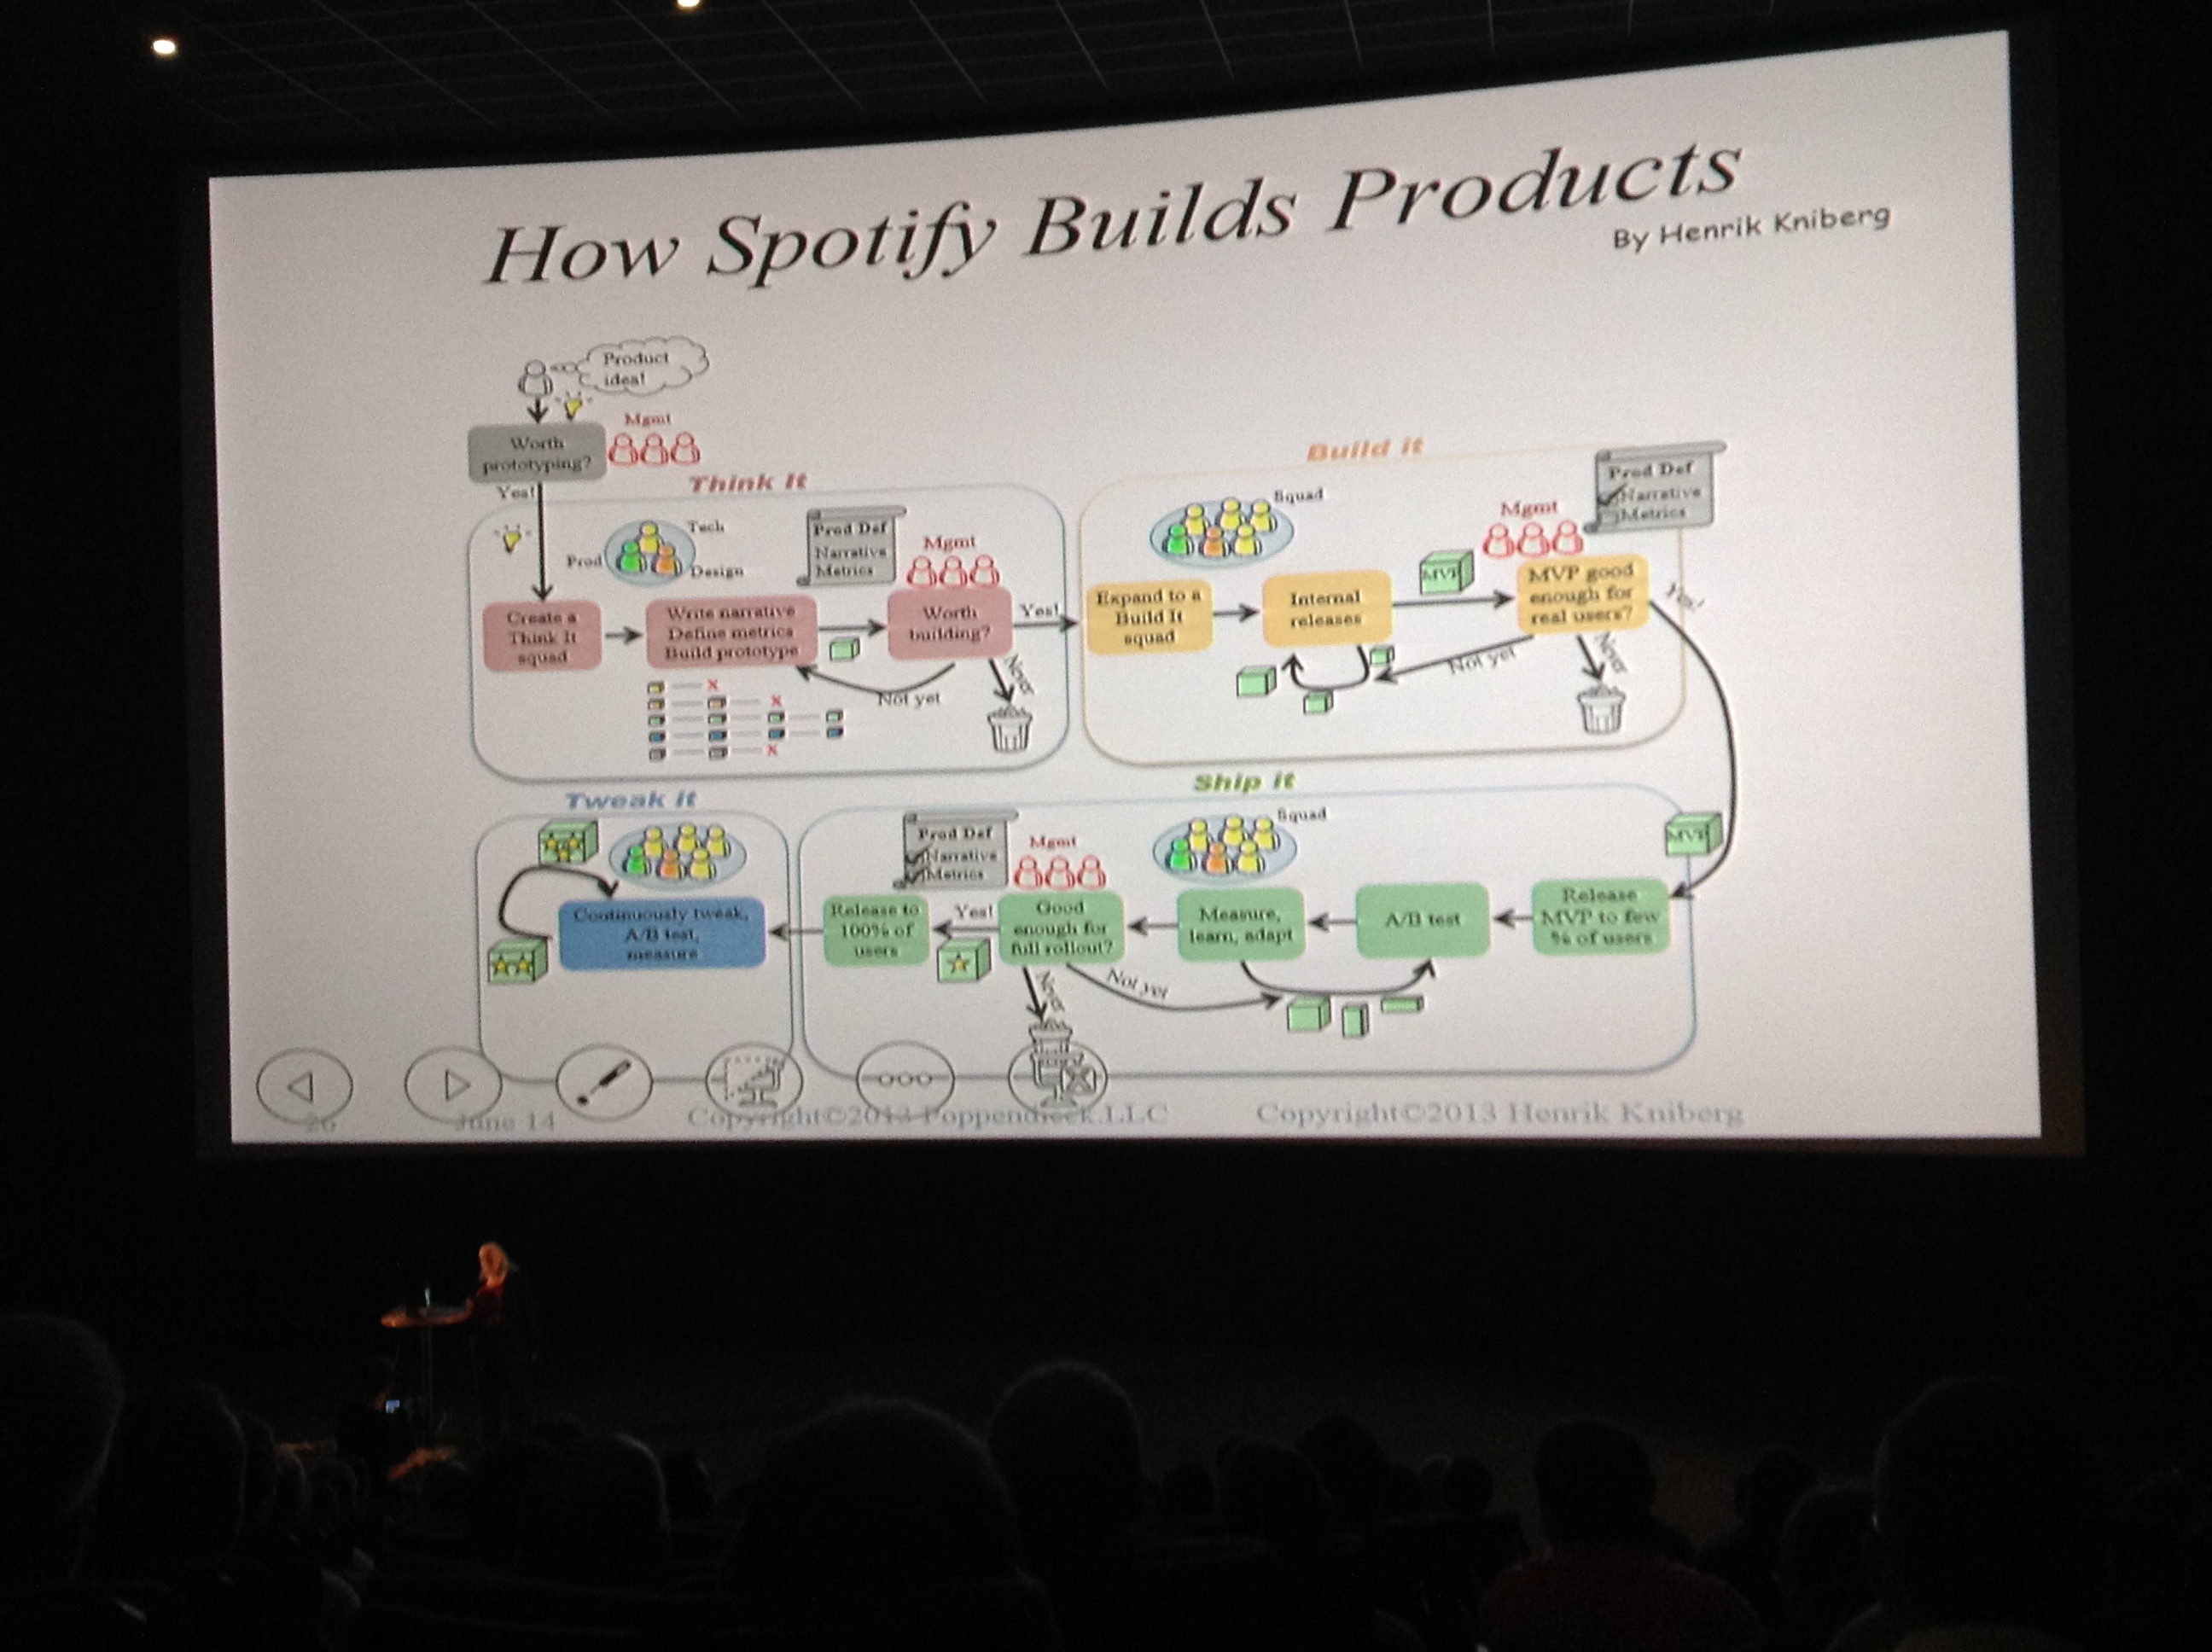 How Spotify Builds Products
By Henrik Kniberg
Product
idea!
Mgmt
Worth
prototyping?
Yes!
Think It
Tech
Prod
Design
Prod Def
Narrative
Metrics
Mgmt
Create a
Think It
squad
Write narrative
Define metrics
Build prototype
Worth
building?
Yes!
Not yet
Never
Build it
Squad
Mgmt
Prod Def
Narrative
Metrics
Expand to a
Build It
squad
Internal
releases
MVP
MVP good
enough for
real users?
Yes!
Not yet
Never
Tweak it
Continuously tweak,
A/B test,
measure
Ship it
Squad
Prod Def
Narrative
Metrics
Mgmt
MVP
Release to
100% of
users
Yes!
Good
enough for
full rollout?
Measure,
learn, adapt
A/B test
Release
MVP to few
% of users
Never
Not yet
26
June 14
Copyright©2013 Poppendieck.LLC
Copyright©2013 Henrik Kniberg